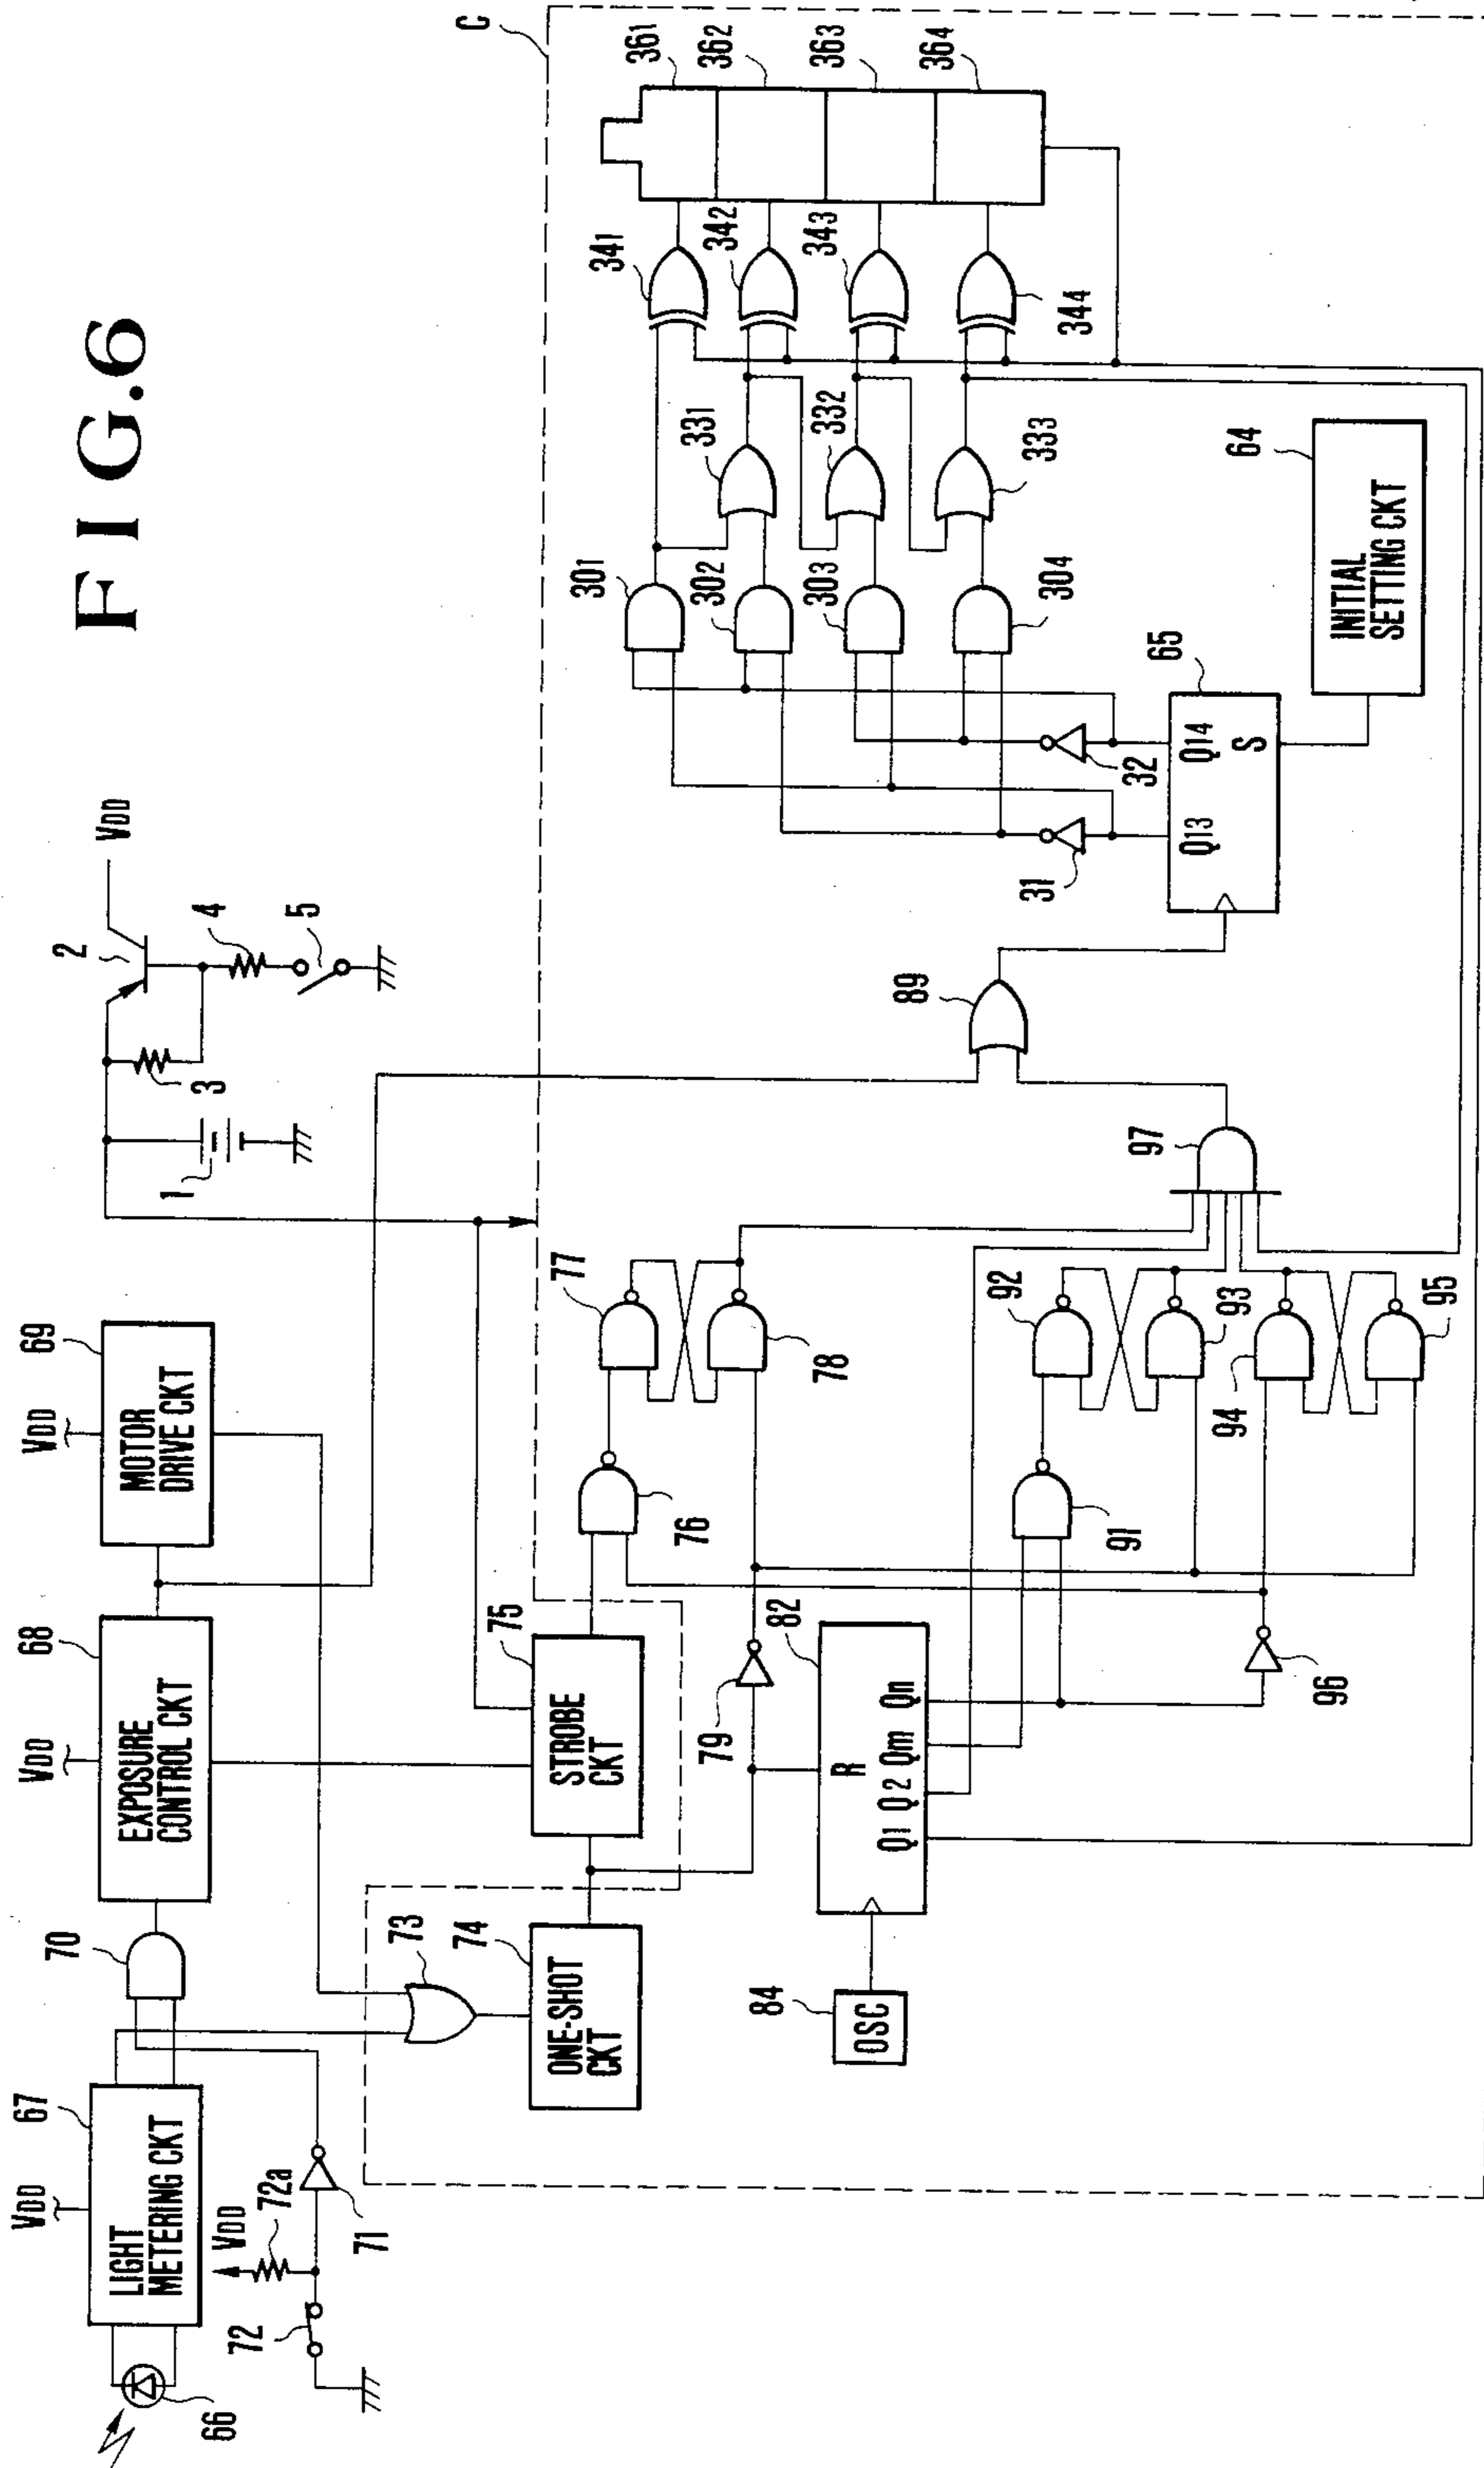 FIG.6
66
LIGHT
METERING CKT
67
VDD
72
72a
VDD
71
70
EXPOSURE
CONTROL CKT
68
VDD
MOTOR
DRIVE CKT
69
VDD
1
3
2
VDD
4
5
73
ONE-SHOT
CKT
74
STROBE
CKT
75
C
76
77
78
79
84
OSC
82
R
Q1 Q2 Qm Qn
91
92
93
94
95
96
97
89
65
Q13
Q14
S
INITIAL
SETTING CKT
64
31
32
301
302
303
304
331
332
333
341
342
343
344
361
362
363
364